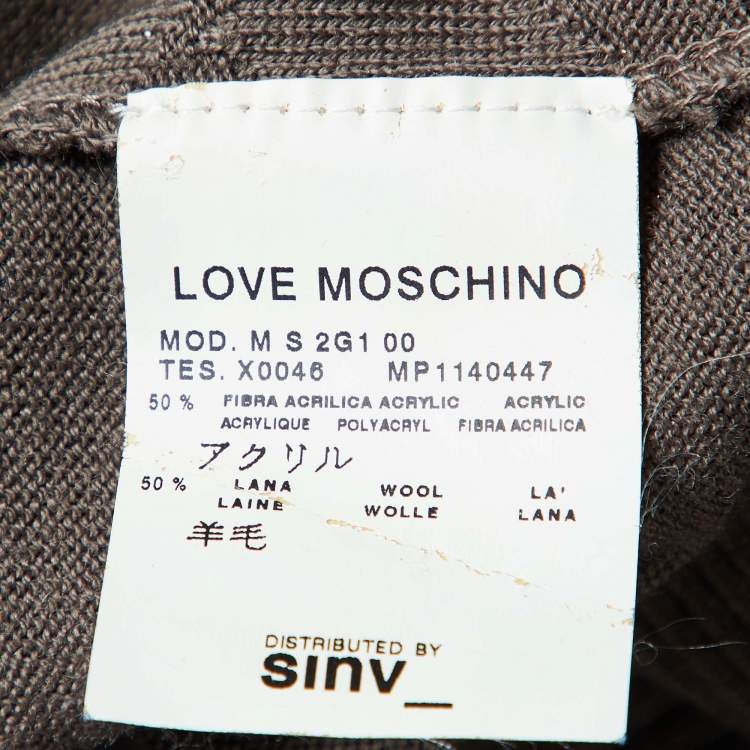 LOVE MOSCHINO
MOD. M S 2G1 00
TES. X0046 MP1140447
50 % FIBRA ACRILICA ACRYLIC ACRYLIC
ACRYLIQUE POLYACRYL FIBRA ACRILICA
アクリル
50 % LANA WOOL LA'
LAINE WOLLE LANA
羊毛
DISTRIBUTED BY
sinv_